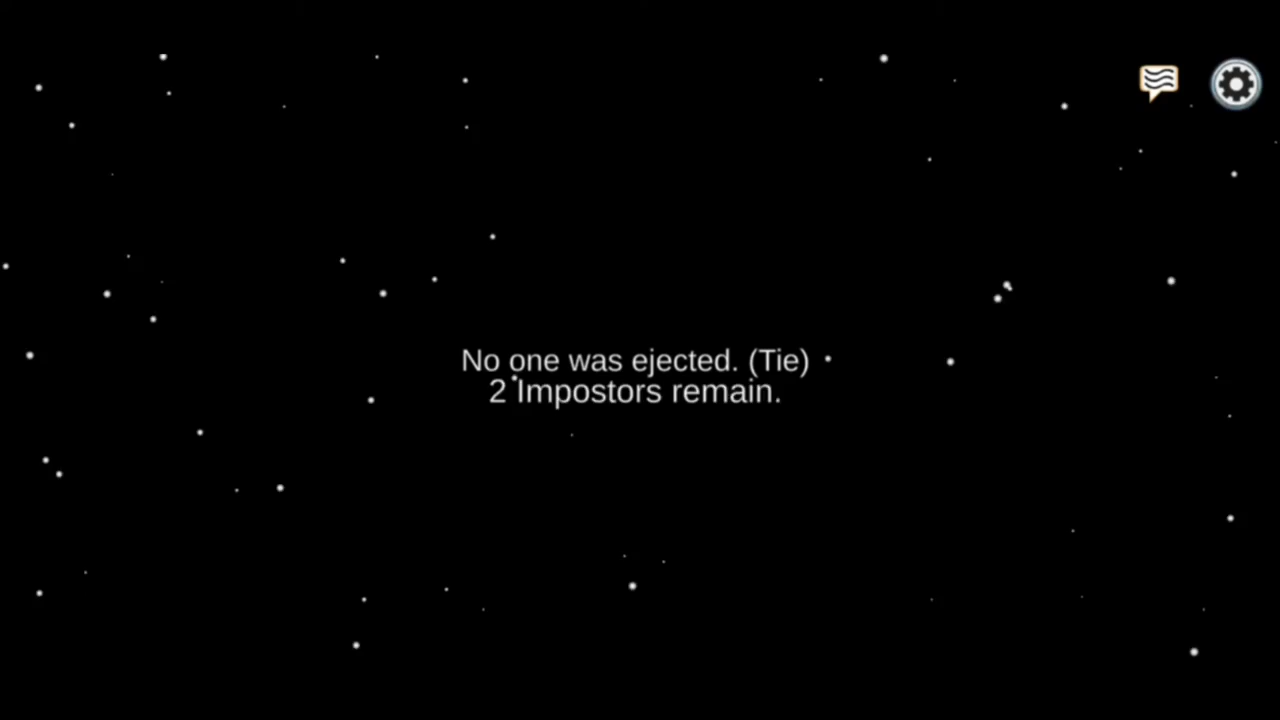 No one was ejected. (Tie)
2 Impostors remain.